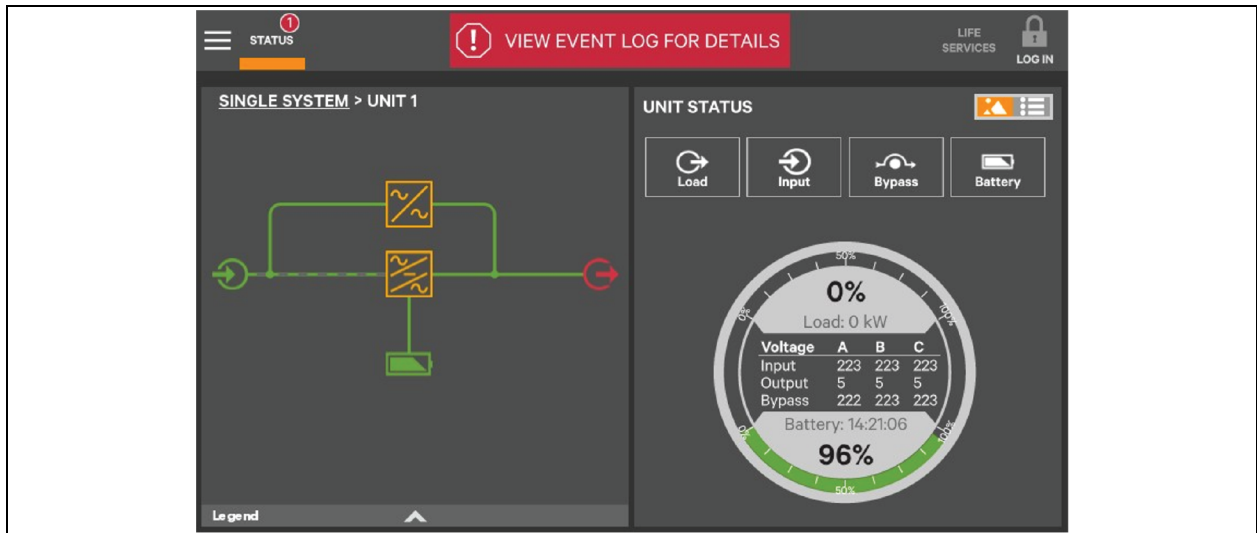 1
STATUS
! VIEW EVENT LOG FOR DETAILS
LIFE
SERVICES
LOG IN
SINGLE SYSTEM > UNIT 1
Legend
UNIT STATUS
Load Input Bypass Battery
50%
0% 100%
0%
Load: 0 kW
Voltage A B C
Input 223 223 223
Output 5 5 5
Bypass 222 223 223
Battery: 14:21:06
96%
0% 100%
50%